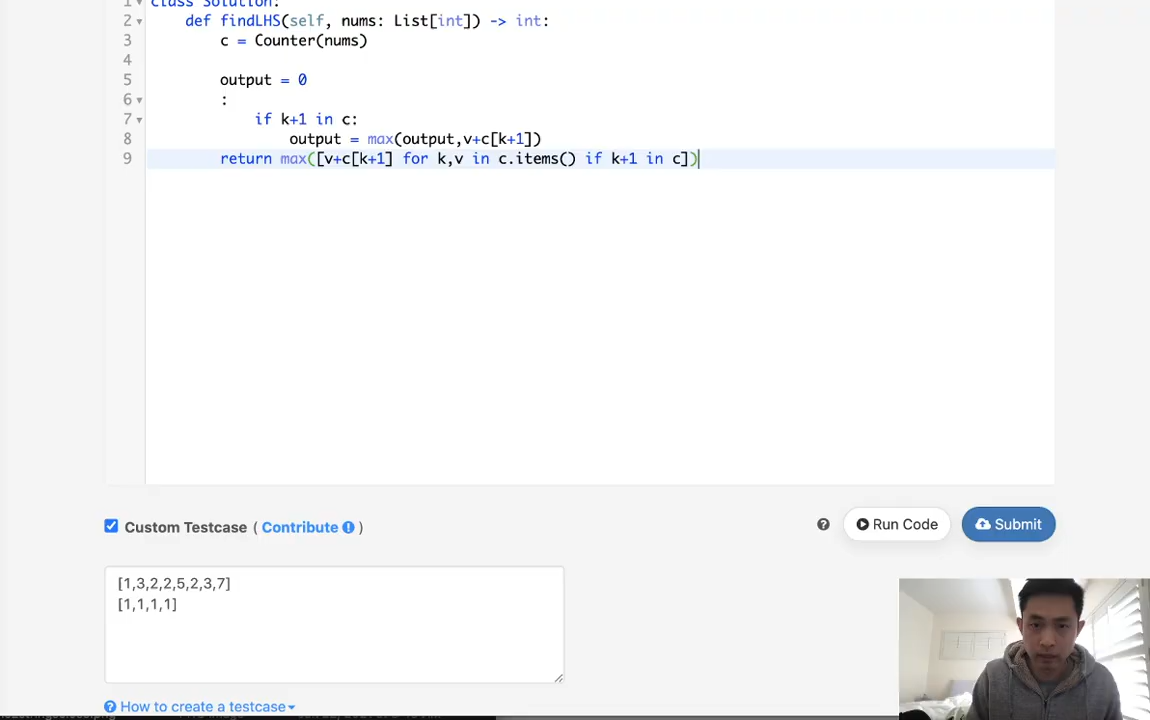 1 class Solution:
2 def findLHS(self, nums: List[int]) -> int:
3 c = Counter(nums)
4
5 output = 0
6 :
7 if k+1 in c:
8 output = max(output,v+c[k+1])
9 return max([v+c[k+1] for k,v in c.items() if k+1 in c])
Custom Testcase ( Contribute )
? Run Code Submit
[1,3,2,2,5,2,3,7]
[1,1,1,1]
? How to create a testcase